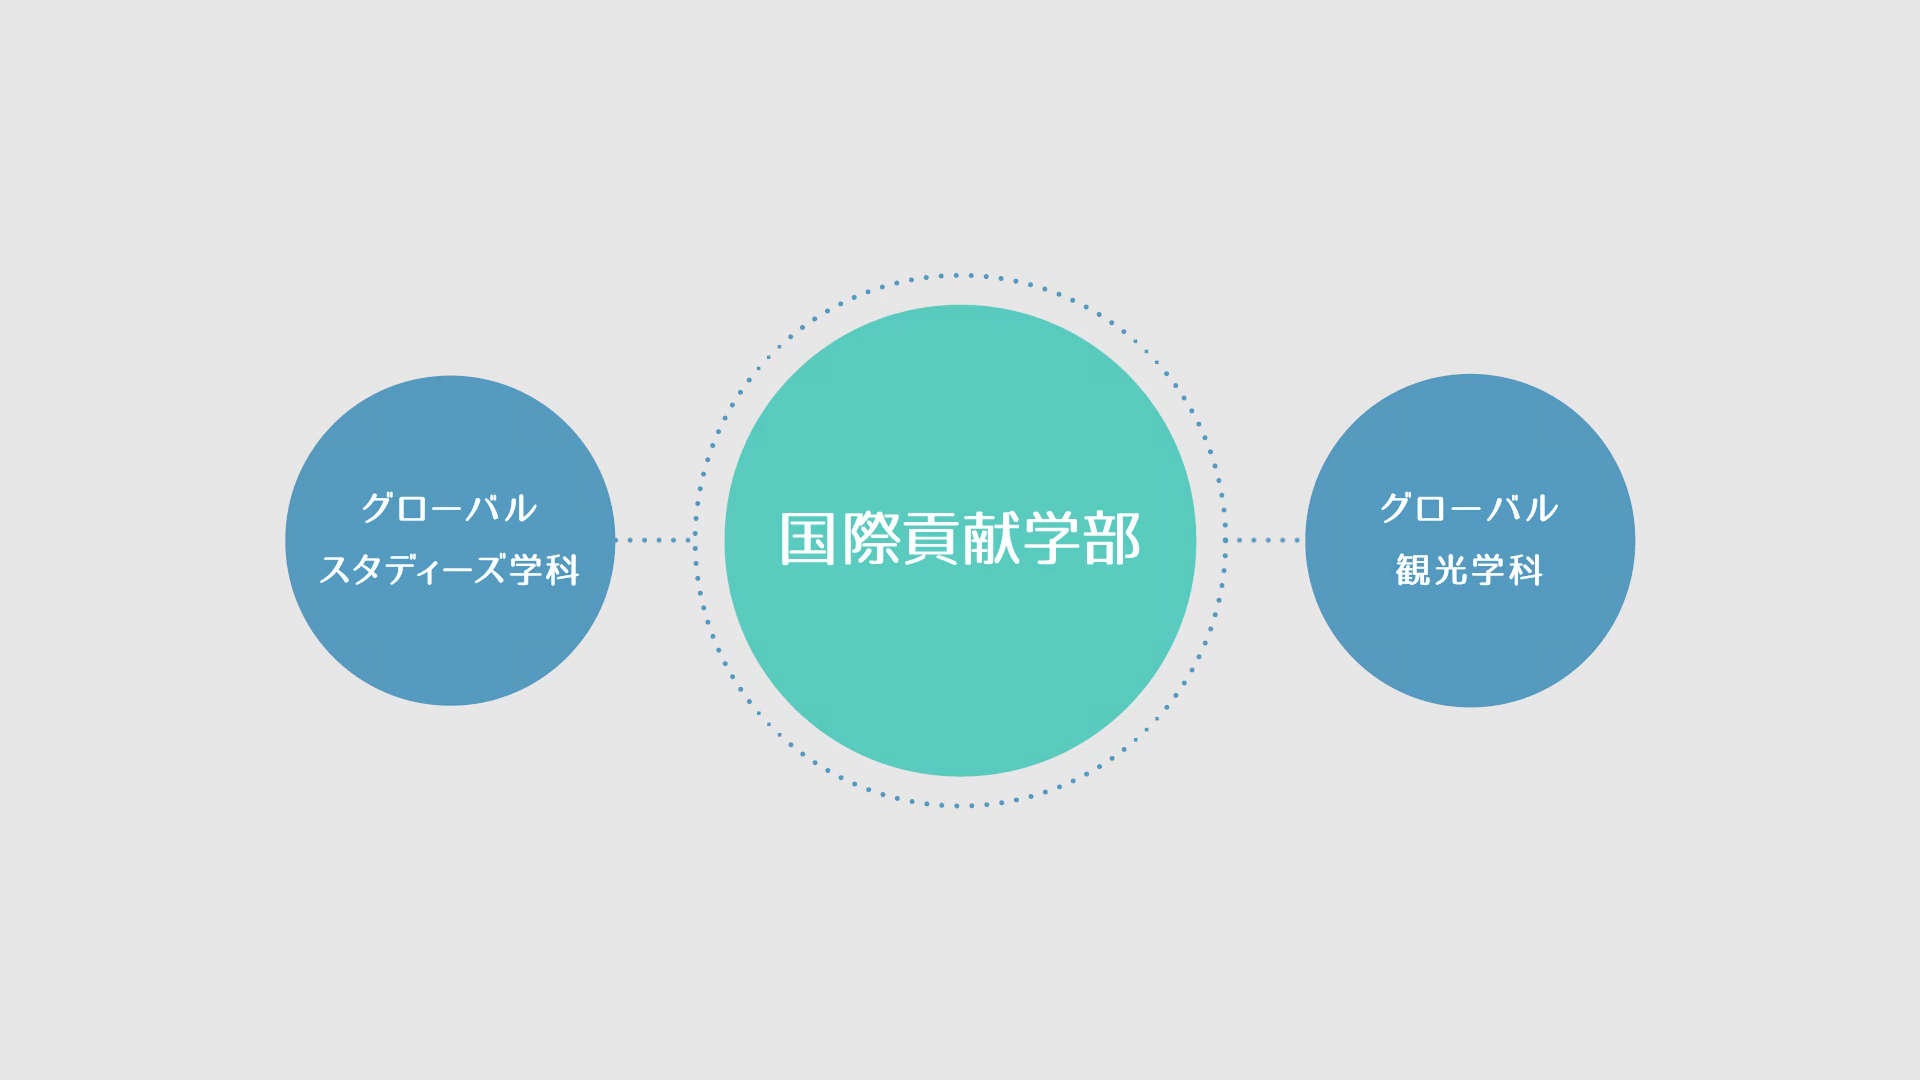 グローバル
スタディーズ学科
国際貢献学部
グローバル
観光学科